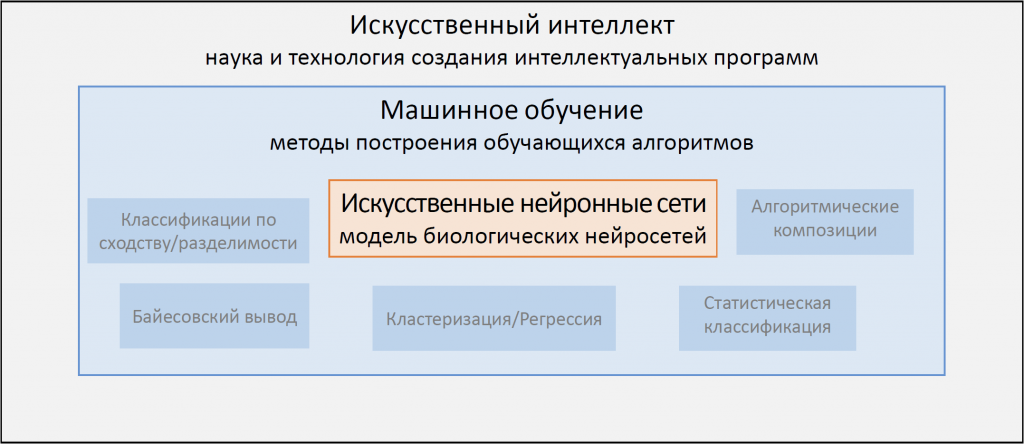 Искусственный интеллект
наука и технология создания интеллектуальных программ
Машинное обучение
методы построения обучающихся алгоритмов
Искусственные нейронные сети
модель биологических нейросетей
Классификации по
сходству/разделимости
Алгоритмические
композиции
Байесовский вывод
Кластеризация/Регрессия
Статистическая
классификация